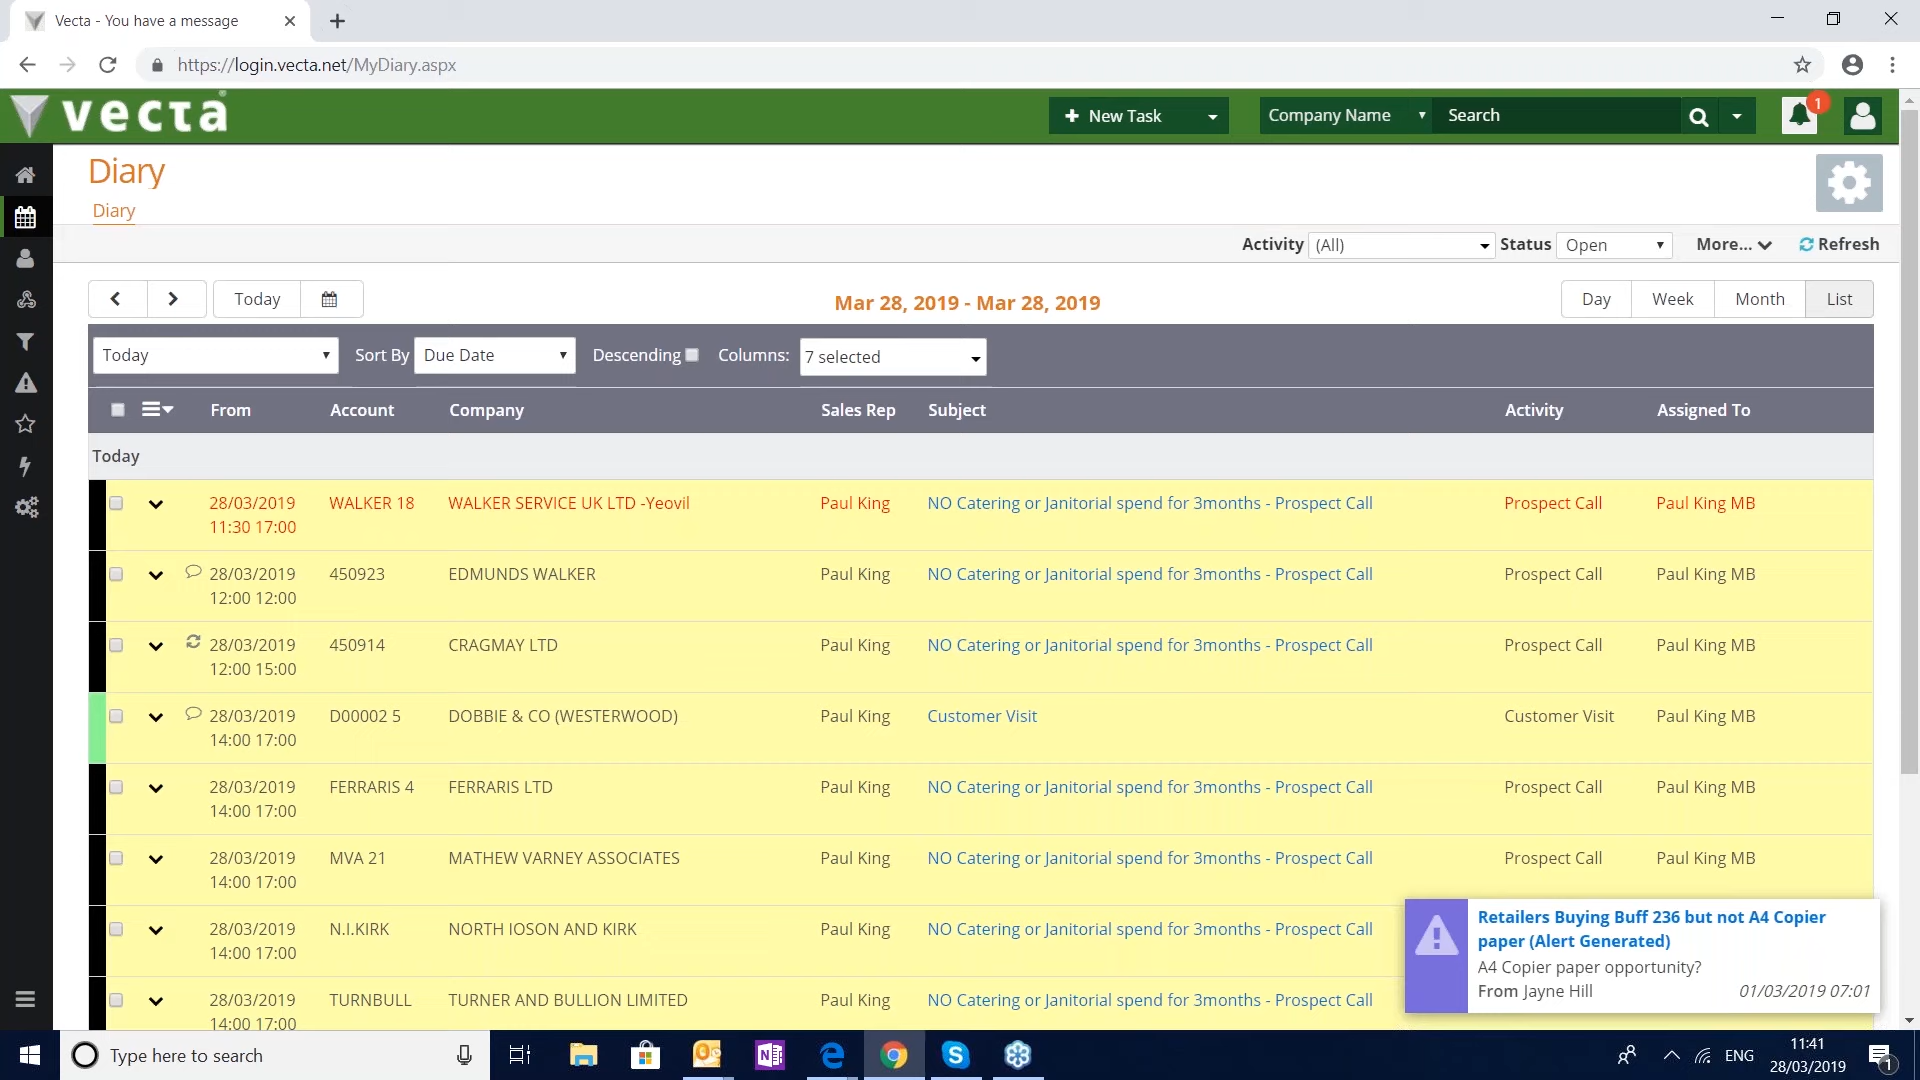 Vecta - You have a message
https://login.vecta.net/MyDiary.aspx
vecta®
New Task
Company Name
Search
1
Diary
Diary
Activity (All) Status Open More... Refresh
Today
Mar 28, 2019 - Mar 28, 2019
Day Week Month List
Today Sort By Due Date Descending Columns: 7 selected
From Account Company Sales Rep Subject Activity Assigned To
Today
28/03/2019 WALKER 18 WALKER SERVICE UK LTD -Yeovil Paul King NO Catering or Janitorial spend for 3months - Prospect Call Prospect Call Paul King MB
11:30 17:00
28/03/2019 450923 EDMUNDS WALKER Paul King NO Catering or Janitorial spend for 3months - Prospect Call Prospect Call Paul King MB
12:00 12:00
28/03/2019 450914 CRAGMAY LTD Paul King NO Catering or Janitorial spend for 3months - Prospect Call Prospect Call Paul King MB
12:00 15:00
28/03/2019 D00002 5 DOBBIE & CO (WESTERWOOD) Paul King Customer Visit Customer Visit Paul King MB
14:00 17:00
28/03/2019 FERRARIS 4 FERRARIS LTD Paul King NO Catering or Janitorial spend for 3months - Prospect Call Prospect Call Paul King MB
14:00 17:00
28/03/2019 MVA 21 MATHEW VARNEY ASSOCIATES Paul King NO Catering or Janitorial spend for 3months - Prospect Call Prospect Call Paul King MB
14:00 17:00
28/03/2019 N.I.KIRK NORTH IOSON AND KIRK Paul King NO Catering or Janitorial spend for 3months - Prospect Call
14:00 17:00
28/03/2019 TURNBULL TURNER AND BULLION LIMITED Paul King NO Catering or Janitorial spend for 3months - Prospect Call
14:00 17:00
Retailers Buying Buff 236 but not A4 Copier
paper (Alert Generated)
A4 Copier paper opportunity?
From Jayne Hill 01/03/2019 07:01
Type here to search
N
S
ENG
11:41
28/03/2019
1